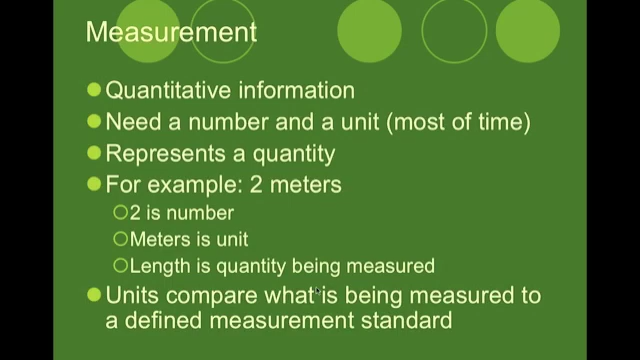 Measurement
Quantitative information
Need a number and a unit (most of time)
Represents a quantity
For example: 2 meters
2 is number
Meters is unit
Length is quantity being measured
Units compare what is being measured to
a defined measurement standard